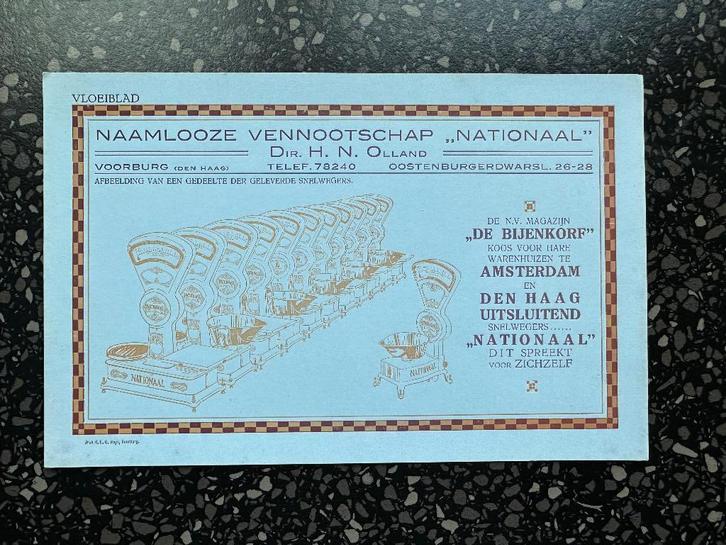 VLOEIBLAD
NAAMLOOZE VENNOOTSCHAP „NATIONAAL”
DIR. H. N. OLLAND
VOORBURG (DEN HAAG) TELEF. 78240 OOSTENBURGERDWARSL. 26-28
AFBEELDING VAN EEN GEDEELTE DER GELEVERDE SNELWEGERS.
DE N.V. MAGAZIJN
„DE BIJENKORF”
KOOS VOOR HARE
WARENHUIZEN TE
AMSTERDAM
EN
DEN HAAG
UITSLUITEND
SNELWEGERS......
„NATIONAAL”
DIT SPREEKT
VOOR ZICHZELF
NATIONAAL
NATIONAAL